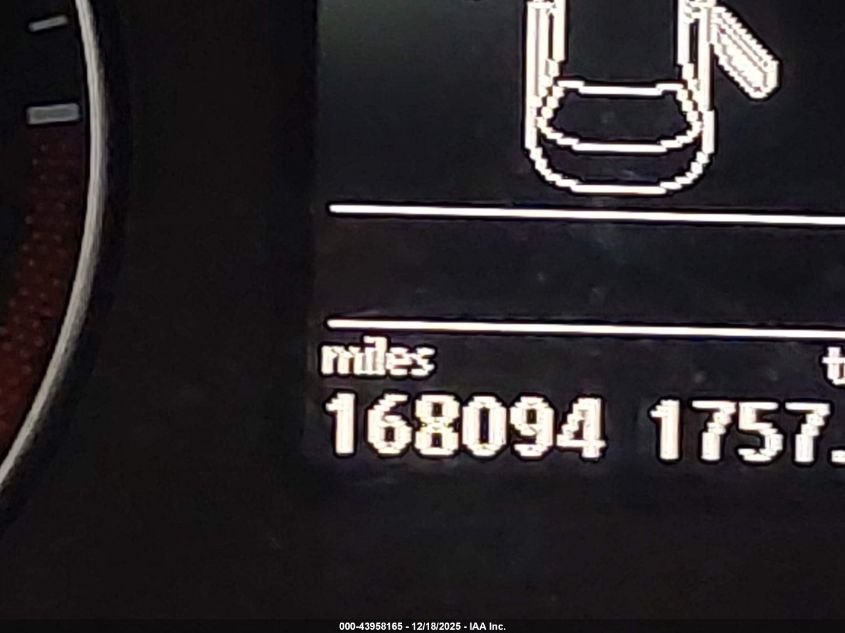 miles
168094 1757.
000-43958165 - 12/18/2025 - IAA Inc.